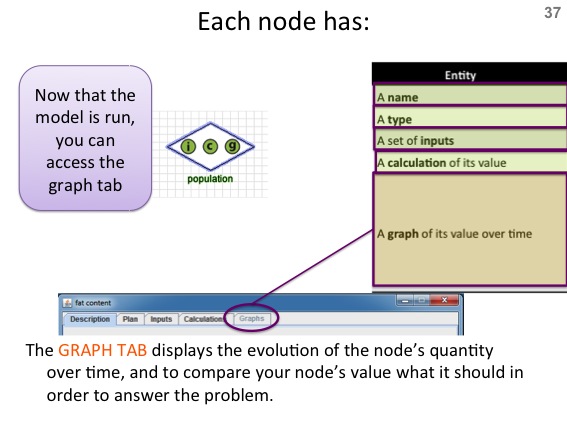 Each node has:
37
Now that the
model is run,
you can
access the
graph tab
i c g
population
Entity
A name
A type
A set of inputs
A calculation of its value
A graph of its value over time
fat content
Description Plan Inputs Calculations Graphs
The GRAPH TAB displays the evolution of the node's quantity
over time, and to compare your node's value what it should in
order to answer the problem.